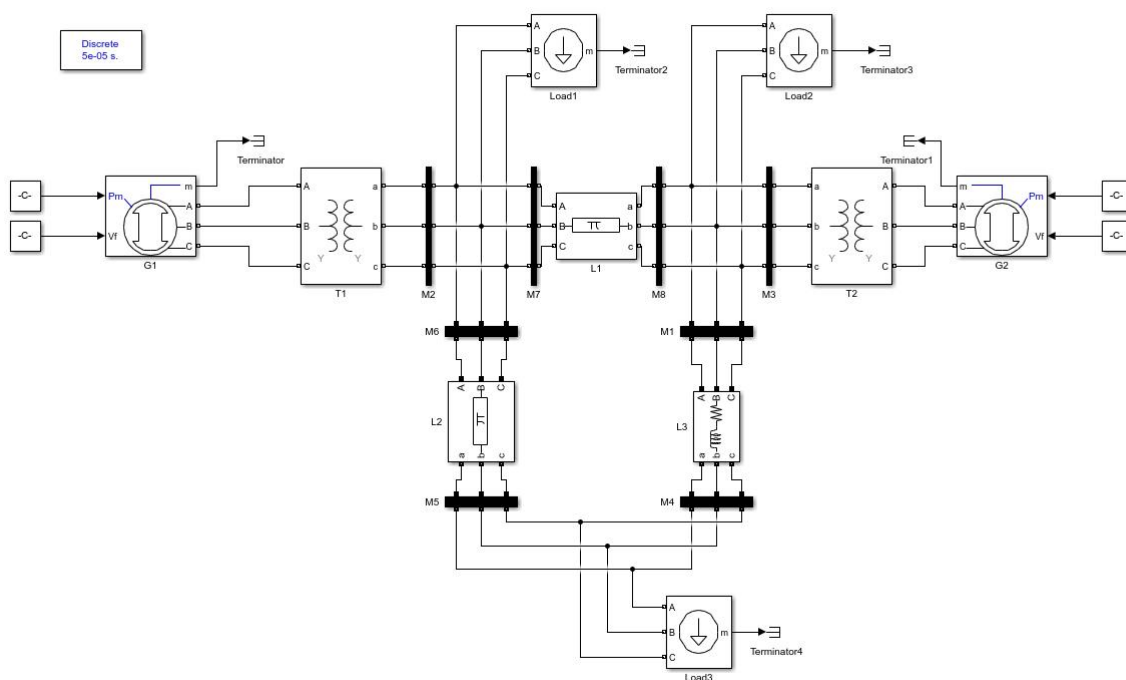 Discrete
5e-05 s.
A
B
C
m
Load1
Terminator2
A
B
C
m
Load2
Terminator3
-C-
-C-
Pm
Vf
m
A
B
C
G1
Terminator
A
B
C
a
b
c
Y
Y
T1
M2
M7
A
B
C
π
a
b
c
L1
M8
M3
a
b
c
A
B
C
Y
Y
T2
Terminator1
m
A
B
C
Pm
Vf
G2
-C-
-C-
M6
A
B
C
π
a
b
c
L2
M5
M1
A
B
C
a
b
c
L3
M4
A
B
C
m
Load3
Terminator4